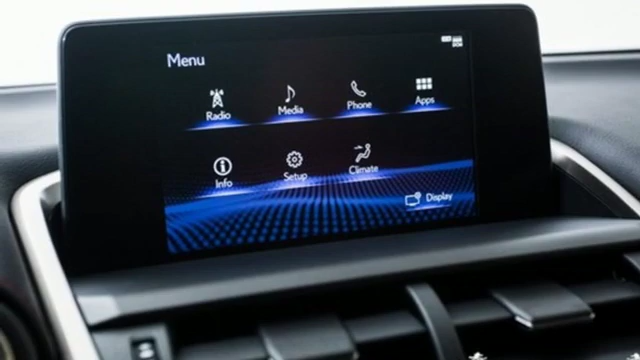 Menu
Radio
Media
Phone
Apps
Info
Setup
Climate
Display